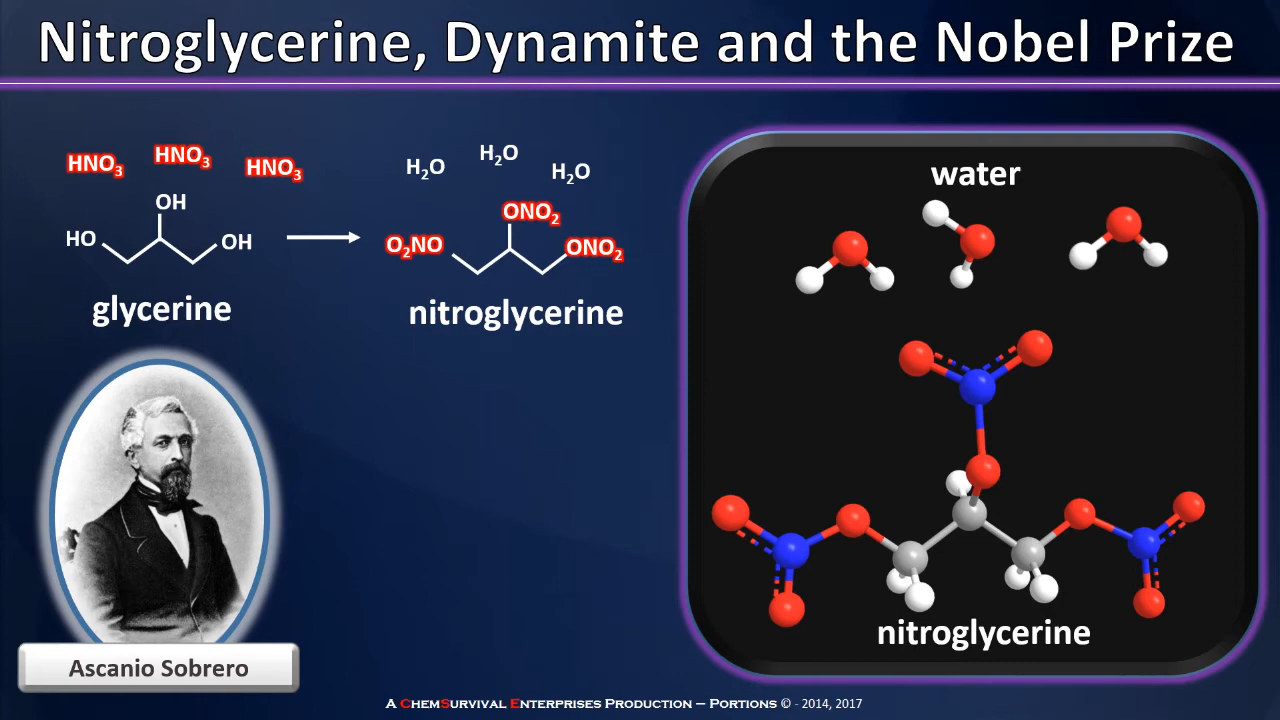 Nitroglycerine, Dynamite and the Nobel Prize
HNO₃ HNO₃ HNO₃
OH
HO OH
glycerine
H₂O H₂O H₂O
ONO₂
O₂NO ONO₂
nitroglycerine
water
nitroglycerine
Ascanio Sobrero
A ChemSurvival Enterprises Production – Portions © - 2014, 2017